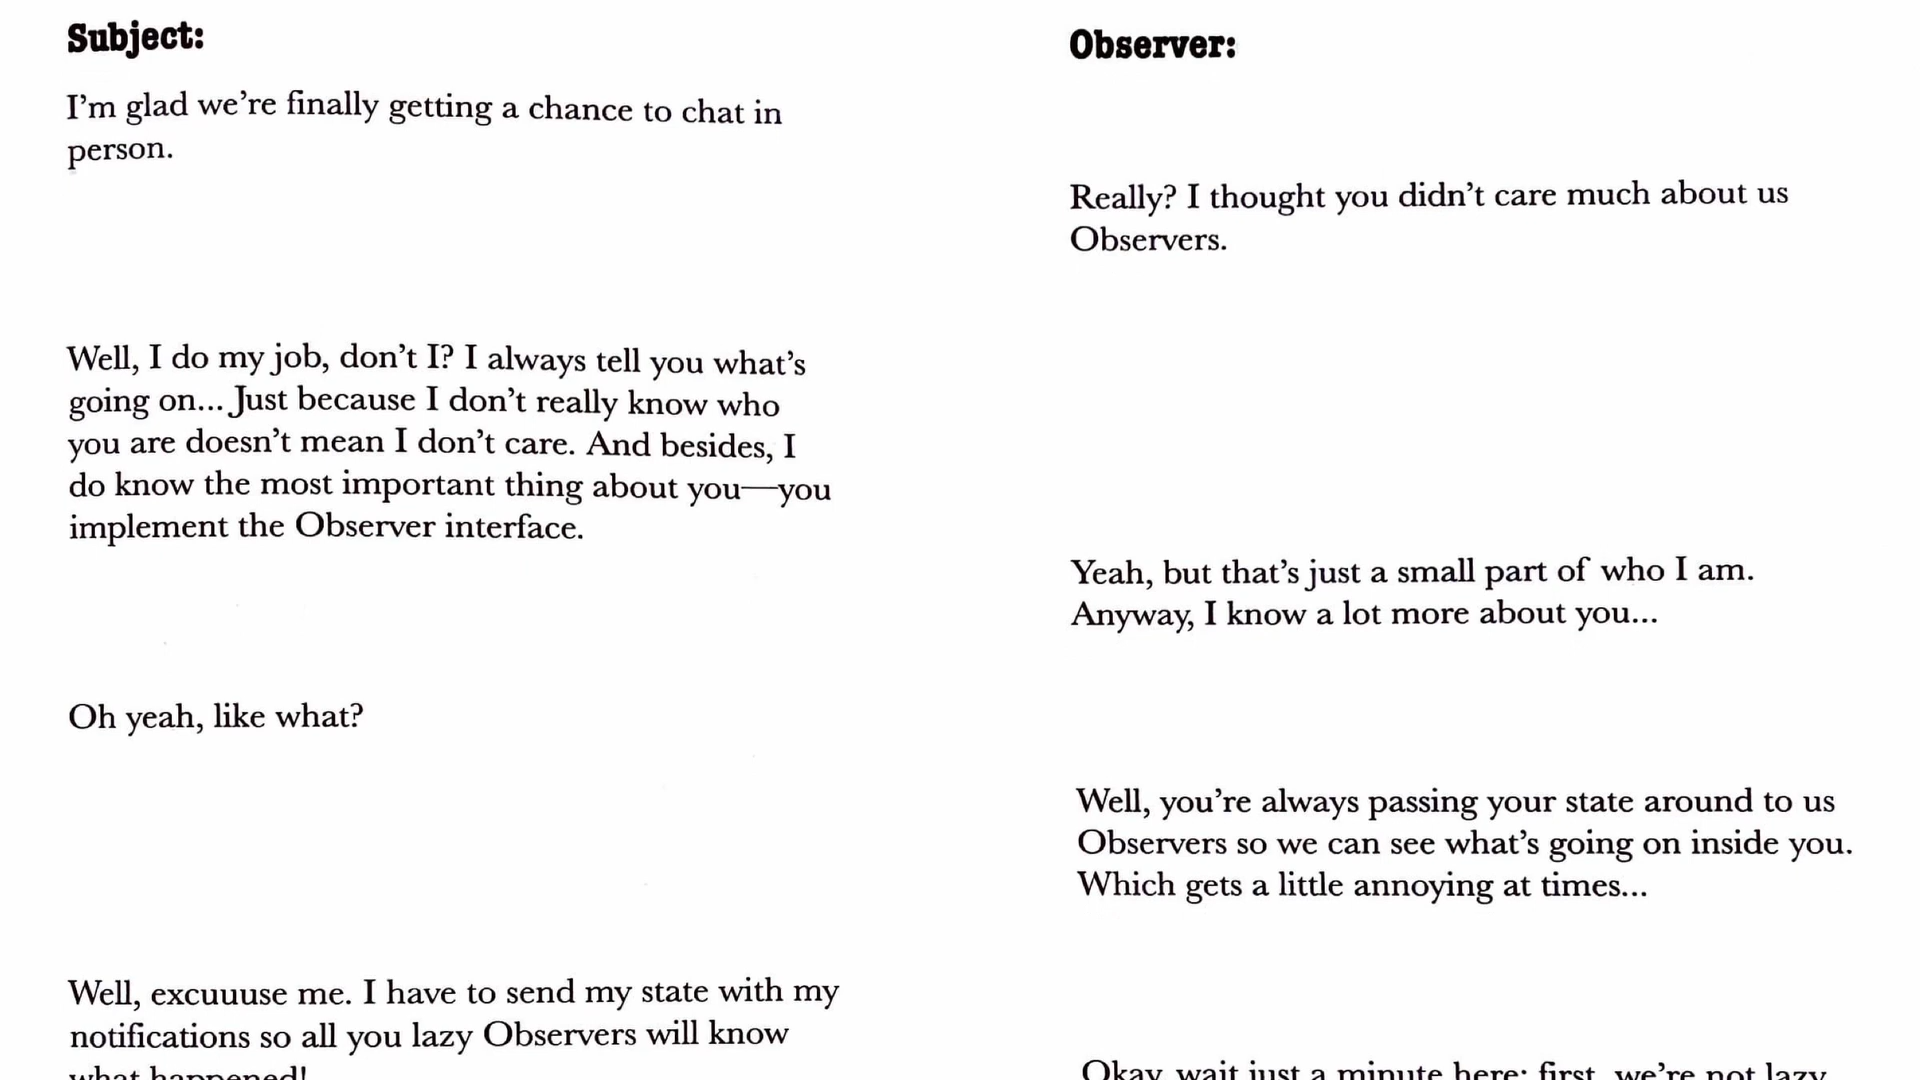 Subject:
I'm glad we're finally getting a chance to chat in
person.
Observer:
Really? I thought you didn't care much about us
Observers.
Well, I do my job, don't I? I always tell you what's
going on... Just because I don't really know who
you are doesn't mean I don't care. And besides, I
do know the most important thing about you—you
implement the Observer interface.
Yeah, but that's just a small part of who I am.
Anyway, I know a lot more about you...
Oh yeah, like what?
Well, you're always passing your state around to us
Observers so we can see what's going on inside you.
Which gets a little annoying at times...
Well, excuuuse me. I have to send my state with my
notifications so all you lazy Observers will know
what happened!
Okay, wait just a minute here; first, we're not lazy,